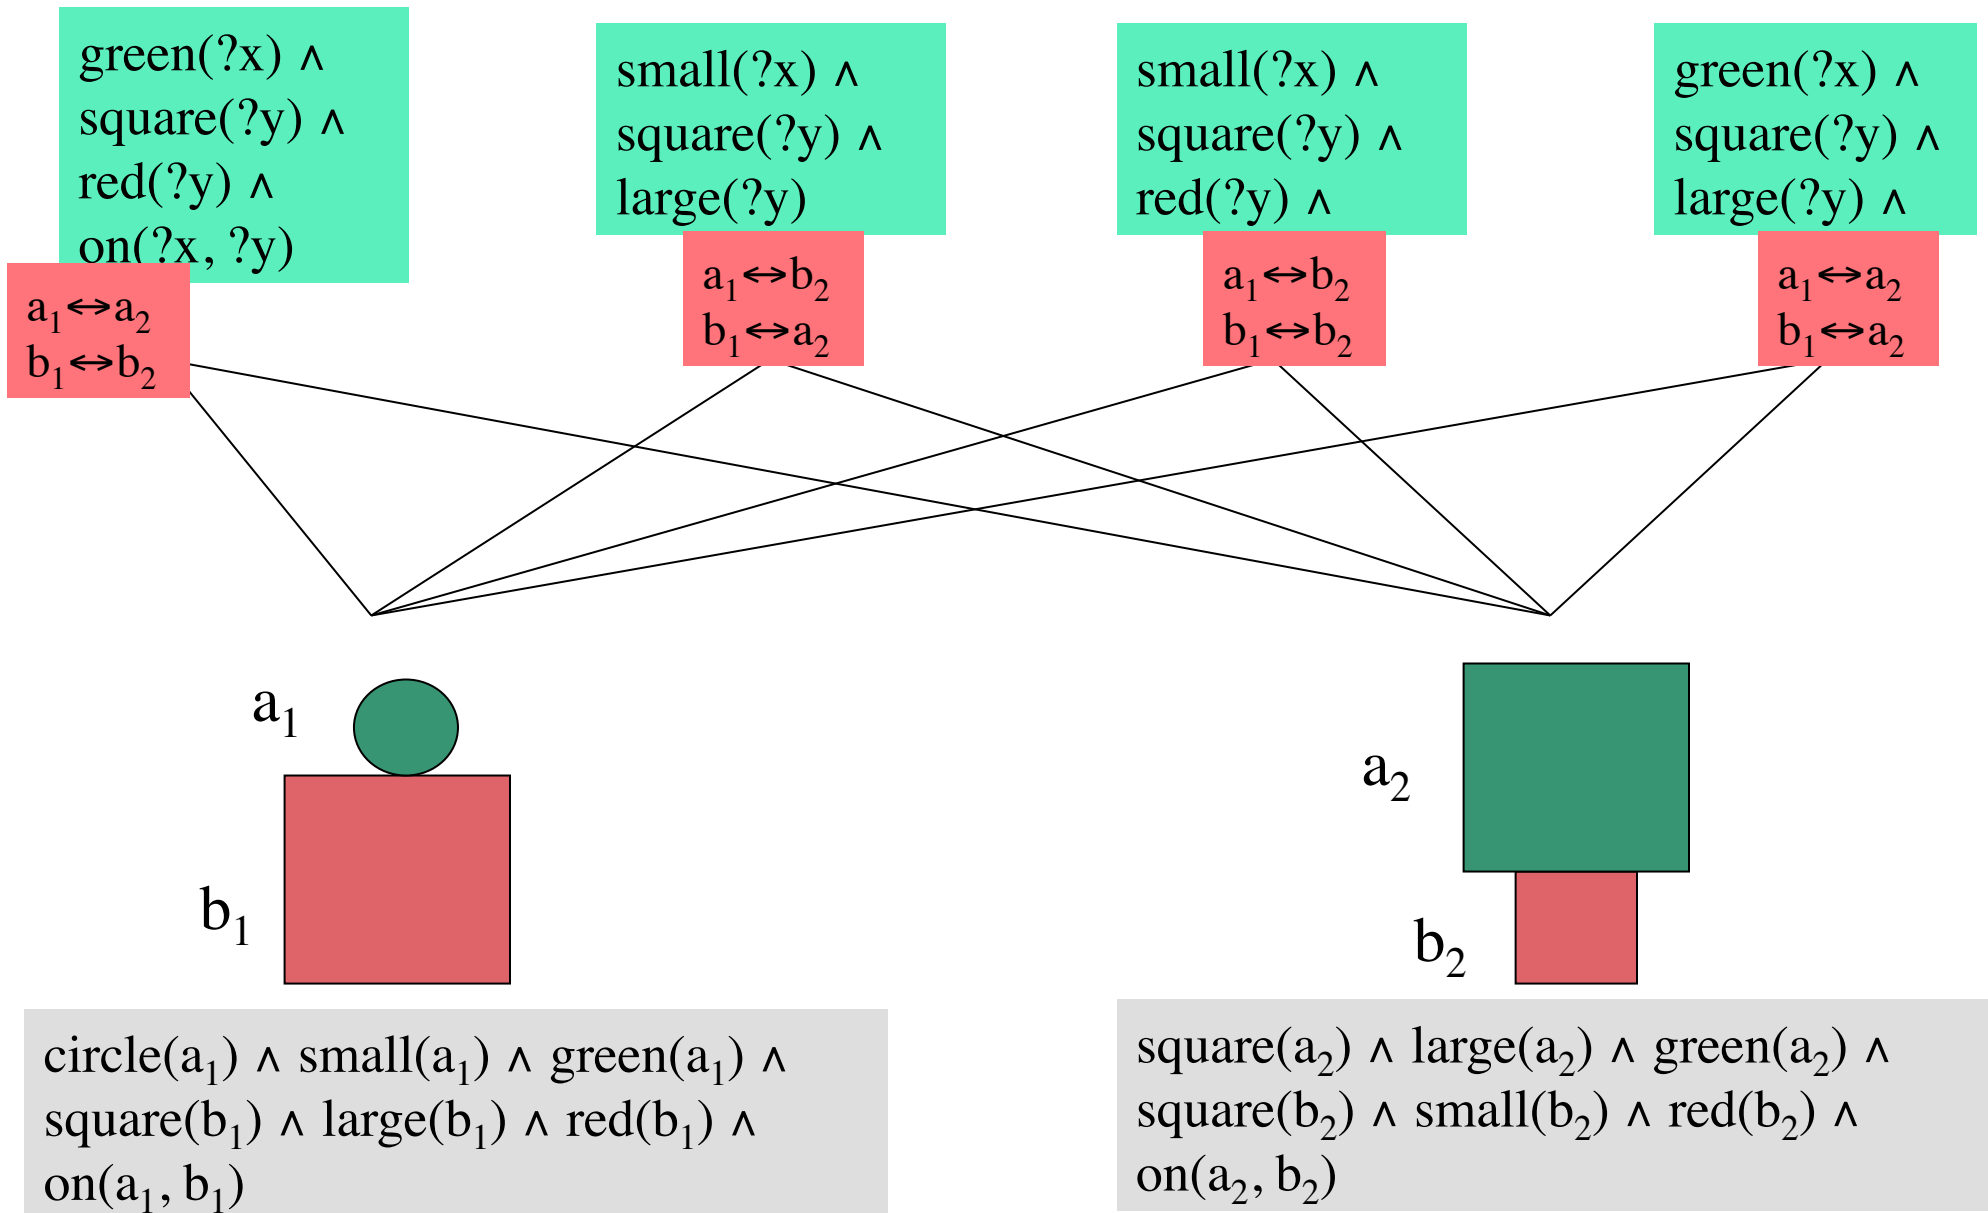 green(?x) ∧
square(?y) ∧
red(?y) ∧
on(?x, ?y)
a₁↔a₂
b₁↔b₂
small(?x) ∧
square(?y) ∧
large(?y)
a₁↔b₂
b₁↔a₂
small(?x) ∧
square(?y) ∧
red(?y) ∧
a₁↔b₂
b₁↔b₂
green(?x) ∧
square(?y) ∧
large(?y) ∧
a₁↔a₂
b₁↔a₂
a₁
b₁
a₂
b₂
circle(a₁) ∧ small(a₁) ∧ green(a₁) ∧
square(b₁) ∧ large(b₁) ∧ red(b₁) ∧
on(a₁, b₁)
square(a₂) ∧ large(a₂) ∧ green(a₂) ∧
square(b₂) ∧ small(b₂) ∧ red(b₂) ∧
on(a₂, b₂)